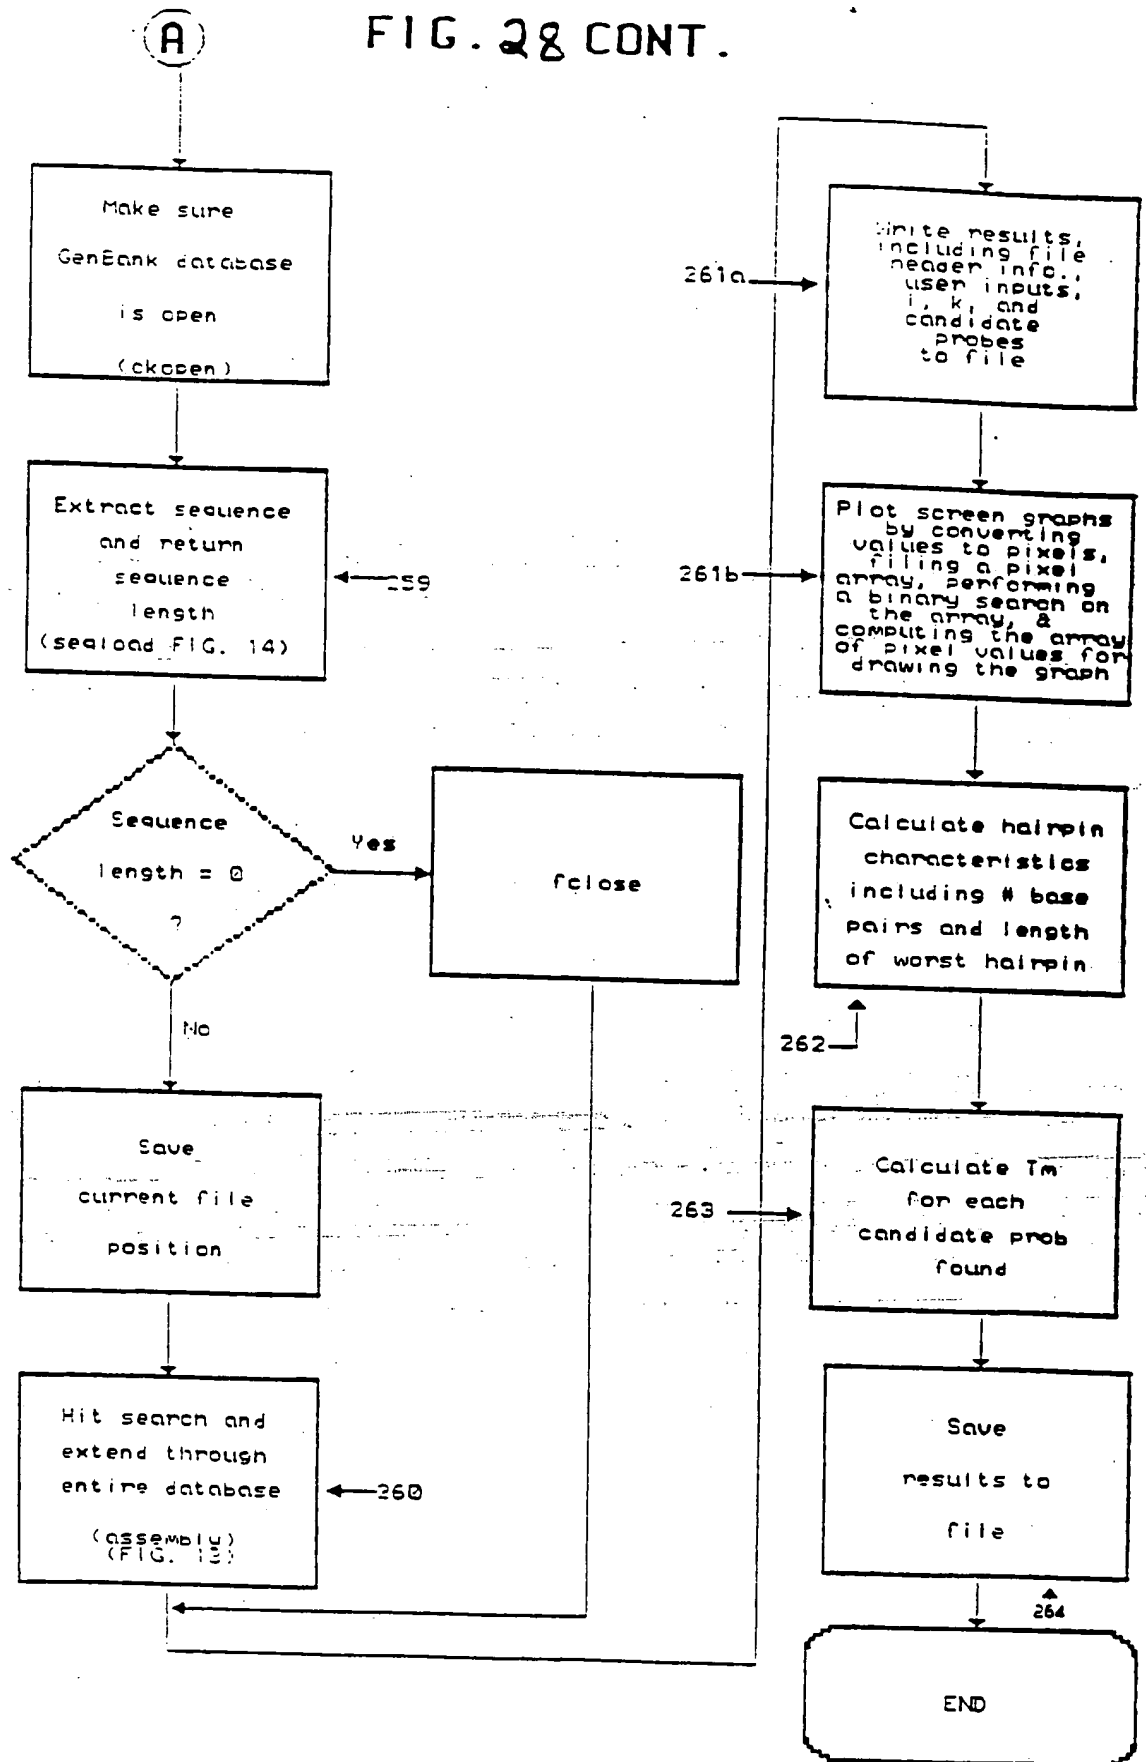 A
FIG. 28 CONT.
Make sure
GenBank database
is open
(ckopen)
Extract sequence
and return
sequence
length
(seqload FIG. 14)
259
Sequence
length = 0
?
Yes
fclose
No
Save
current file
position
Hit search and
extend through
entire database
(assembly)
(FIG. 13)
260
Write results,
including file
header info.,
user inputs,
i, k, and
candidate
probes
to file
261a
Plot screen graphs
by converting
values to pixels,
filing a pixel
array, performing
a binary search on
the array, &
computing the array
of pixel values for
drawing the graph
261b
Calculate hairpin
characteristics
including # base
pairs and length
of worst hairpin
262
Calculate Tm
for each
candidate prob
found
263
Save
results to
file
264
END